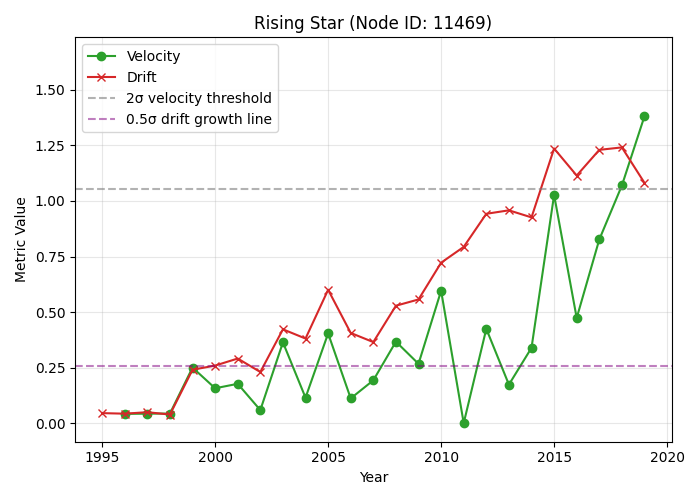 Rising Star (Node ID: 11469)
Velocity
Drift
2σ velocity threshold
0.5σ drift growth line
Metric Value
1.50
1.25
1.00
0.75
0.50
0.25
0.00
1995 2000 2005 2010 2015 2020
Year